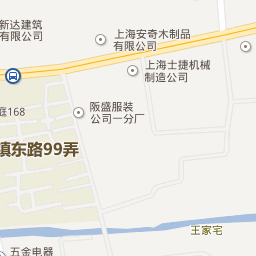 新达建筑
有限公司
上海安奇木制品
有限公司
上海士捷机械
制造公司
庭168
阪盛服装
公司一分厂
镇东路99弄
王家宅
五金电器